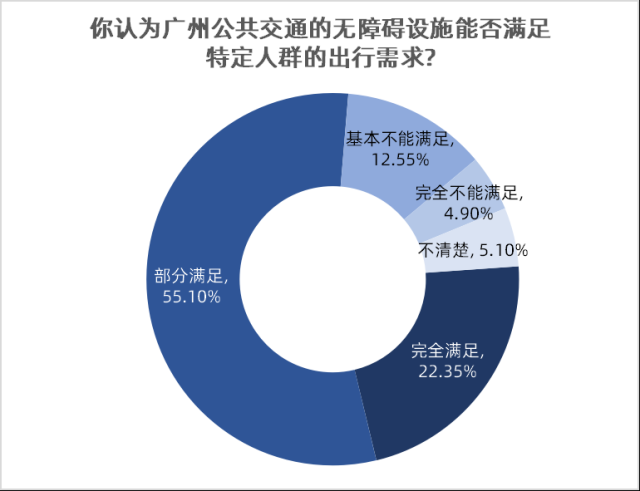 你认为广州公共交通的无障碍设施能否满足
特定人群的出行需求?
基本不能满足,
12.55%
完全不能满足,
4.90%
不清楚, 5.10%
部分满足,
55.10%
完全满足,
22.35%